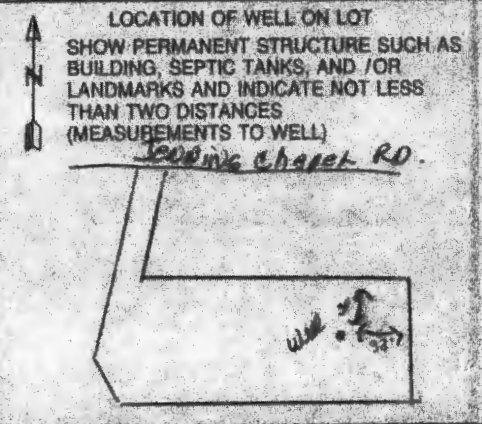 LOCATION OF WELL ON LOT
SHOW PERMANENT STRUCTURE SUCH AS
N
BUILDING, SEPTIC TANKS, AND /OR
LANDMARKS AND INDICATE NOT LESS
THAN TWO DISTANCES
(MEASUREMENTS TO WELL)
Chapel RD.
Well